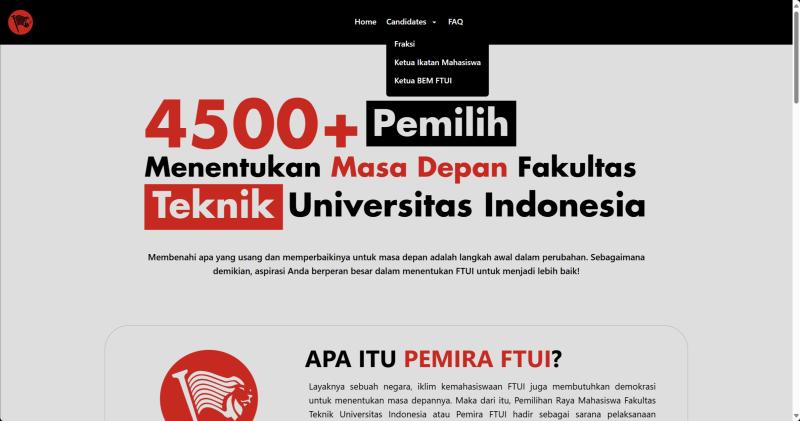 Home Candidates FAQ
Fraksi
Ketua Ikatan Mahasiswa
Ketua BEM FTUI
4500+ Pemilih
Menentukan Masa Depan Fakultas
Teknik Universitas Indonesia
Membenahi apa yang usang dan memperbaikinya untuk masa depan adalah langkah awal dalam perubahan. Sebagaimana
demikian, aspirasi Anda berperan besar dalam menentukan FTUI untuk menjadi lebih baik!
APA ITU PEMIRA FTUI?
Layaknya sebuah negara, iklim kemahasiswaan FTUI juga membutuhkan demokrasi
untuk menentukan masa depannya. Maka dari itu, Pemilihan Raya Mahasiswa Fakultas
Teknik Universitas Indonesia atau Pemira FTUI hadir sebagai sarana pelaksanaan